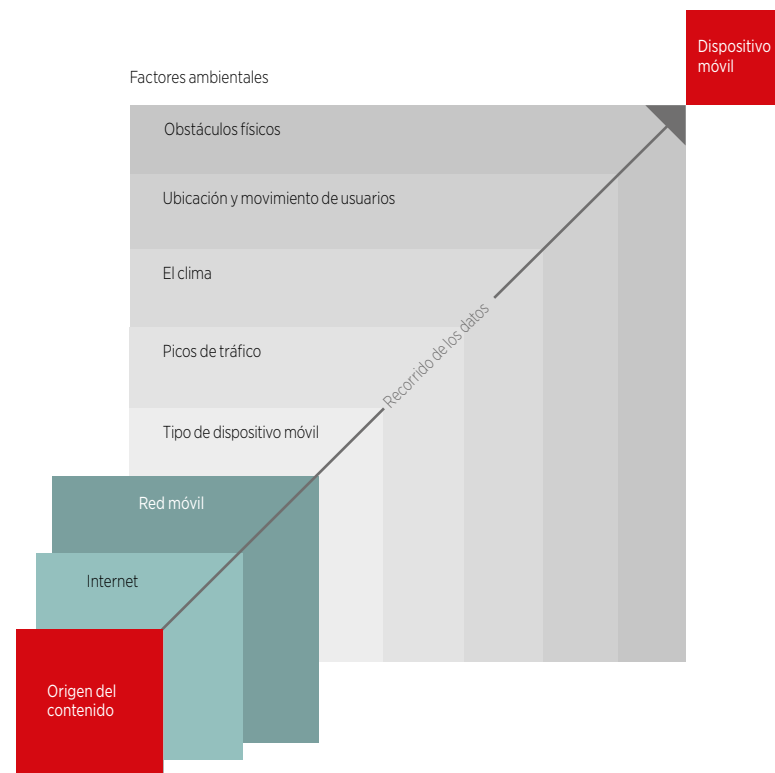 Dispositivo
móvil
Factores ambientales
Obstáculos físicos
Ubicación y movimiento de usuarios
El clima
Picos de tráfico
Recorrido de los datos
Tipo de dispositivo móvil
Red móvil
Internet
Origen del
contenido